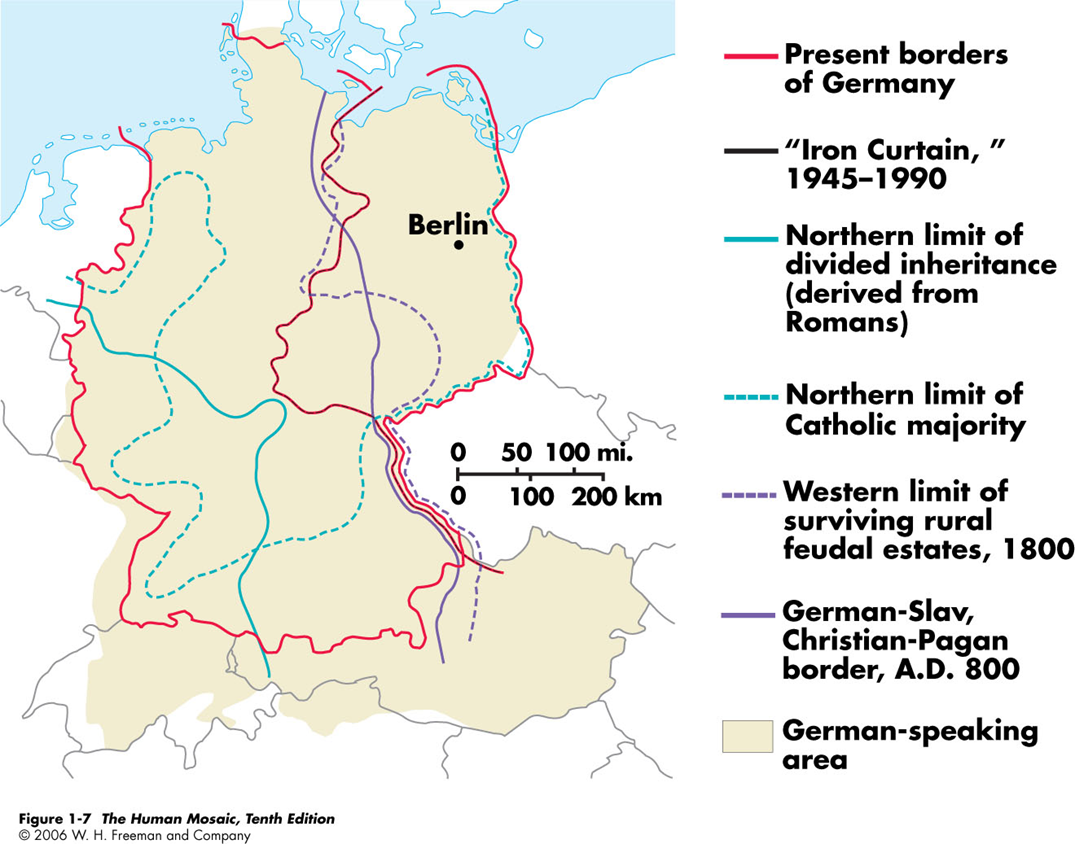 Berlin
0 50 100 mi.
0 100 200 km
Present borders
of Germany
“Iron Curtain, ”
1945–1990
Northern limit of
divided inheritance
(derived from
Romans)
Northern limit of
Catholic majority
Western limit of
surviving rural
feudal estates, 1800
German-Slav,
Christian-Pagan
border, A.D. 800
German-speaking
area
Figure 1-7 The Human Mosaic, Tenth Edition
© 2006 W. H. Freeman and Company